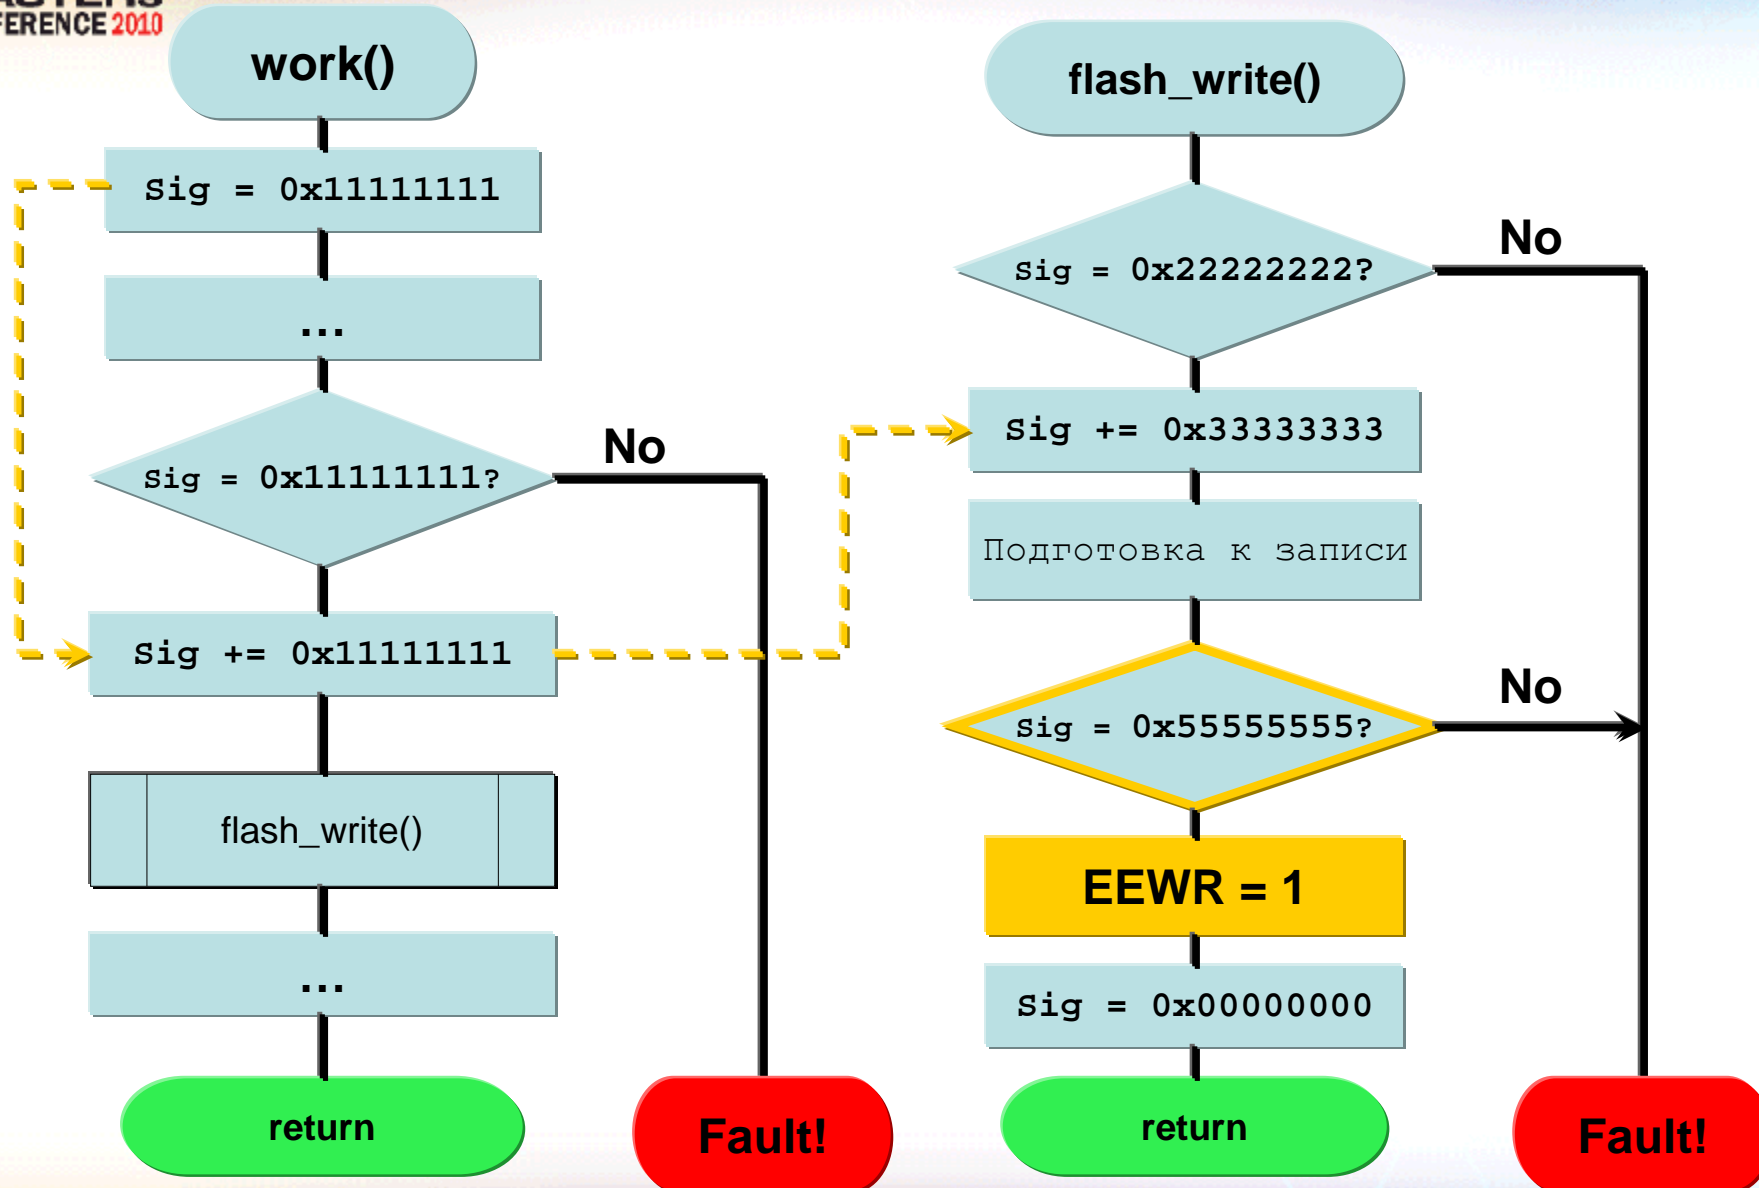 ERENCE 2010
work()
Sig = 0x11111111
...
Sig = 0x11111111?
No
Sig += 0x11111111
flash_write()
...
return
Fault!
flash_write()
Sig = 0x22222222?
No
Sig += 0x33333333
Подготовка к записи
Sig = 0x55555555?
No
EEWR = 1
Sig = 0x00000000
return
Fault!